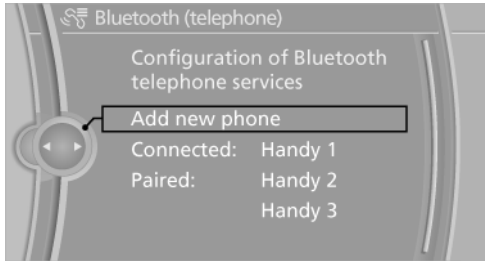 Bluetooth (telephone)
Configuration of Bluetooth
telephone services
Add new phone
Connected: Handy 1
Paired: Handy 2
Handy 3